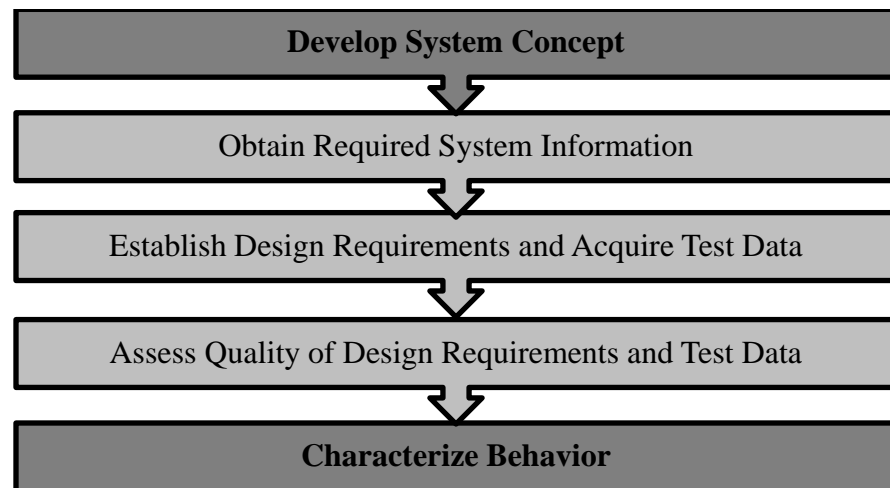 Develop System Concept
Obtain Required System Information
Establish Design Requirements and Acquire Test Data
Assess Quality of Design Requirements and Test Data
Characterize Behavior